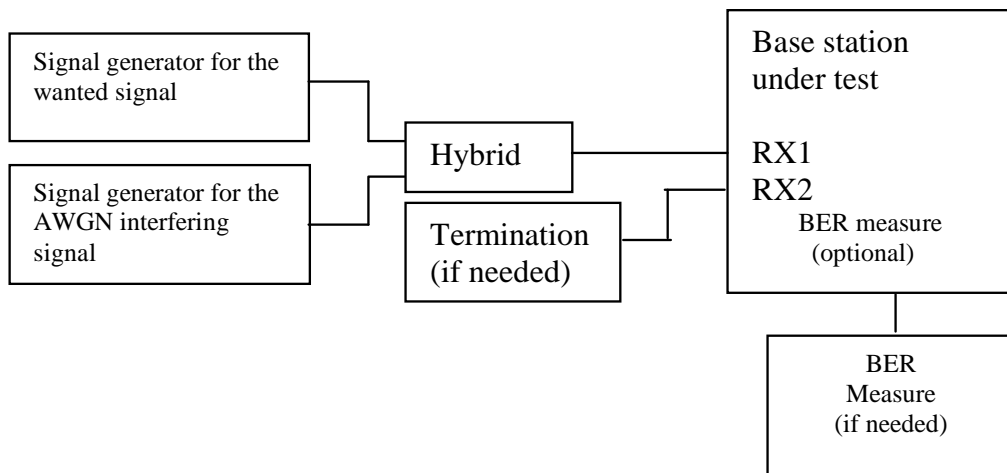 Signal generator for the
wanted signal
Signal generator for the
AWGN interfering
signal
Hybrid
Termination
(if needed)
Base station
under test
RX1
RX2
BER measure
(optional)
BER
Measure
(if needed)